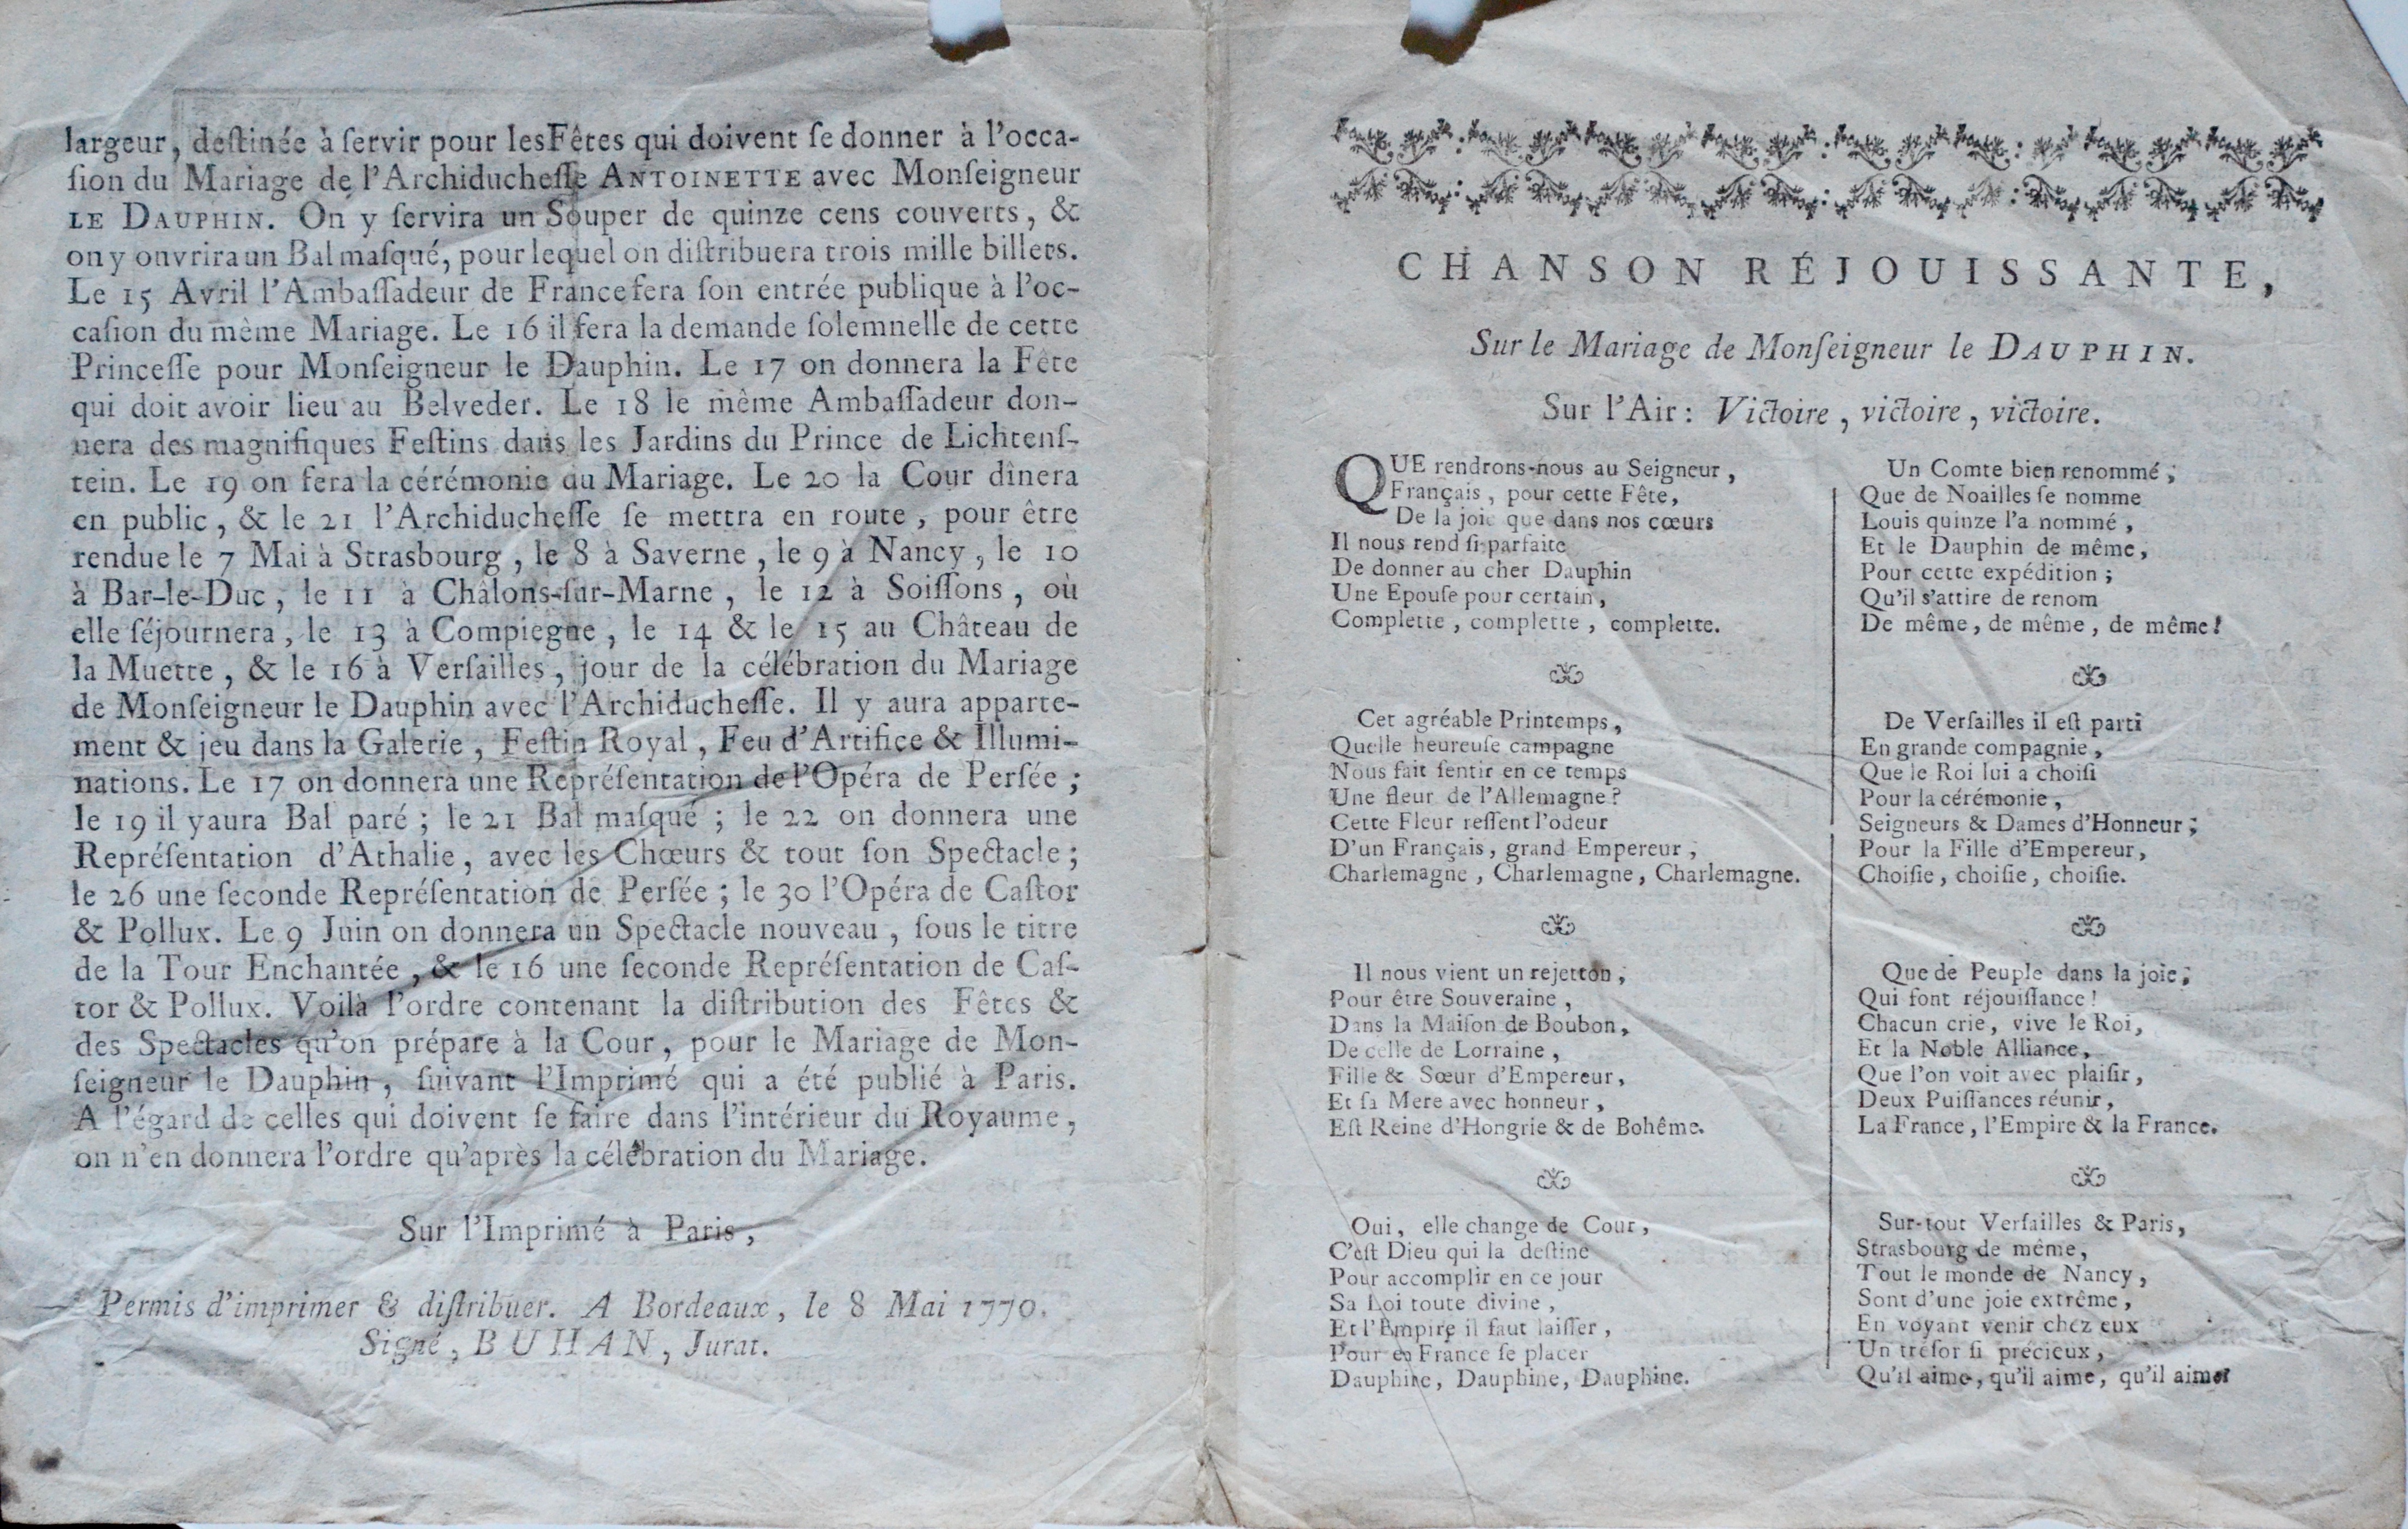 largeur, deſtinée à ſervir pour lesFêtes qui doivent ſe donner à l'occa-
ſion du Mariage de l'Archiducheſſe ANTOINETTE avec Monſeigneur
LE DAUPHIN. On y ſervira un Souper de quinze cens couverts, &
on y ouvrira un Bal maſqué, pour lequel on diſtribuera trois mille billets.
Le 15 Avril l'Ambaſſadeur de France fera ſon entrée publique à l'oc-
caſion du même Mariage. Le 16 il fera la demande ſolemnelle de cette
Princeſſe pour Monſeigneur le Dauphin. Le 17 on donnera la Fête
qui doit avoir lieu au Belveder. Le 18 le même Ambaſſadeur don-
nera des magnifiques Feſtins dans les Jardins du Prince de Lichtenſ-
tein. Le 19 on fera la cérémonie du Mariage. Le 20 la Cour dînera
en public, & le 21 l'Archiducheſſe ſe mettra en route, pour être
rendue le 7 Mai à Strasbourg, le 8 à Saverne, le 9 à Nancy, le 10
à Bar-le-Duc, le 11 à Châlons-ſur-Marne, le 12 à Soiſſons, où
elle ſéjournera, le 13 à Compiegne, le 14 & le 15 au Château de
la Muette, & le 16 à Verſailles, jour de la célébration du Mariage
de Monſeigneur le Dauphin avec l'Archiducheſſe. Il y aura apparte-
ment & jeu dans la Galerie, Feſtin Royal, Feu d'Artifice & Illumi-
nations. Le 17 on donnera une Repréſentation de l'Opéra de Perſée ;
le 19 il y aura Bal paré ; le 21 Bal maſqué ; le 22 on donnera une
Repréſentation d'Athalie, avec les Chœurs & tout ſon Spectacle ;
le 26 une ſeconde Repréſentation de Perſée ; le 30 l'Opéra de Caſtor
& Pollux. Le 9 Juin on donnera un Spectacle nouveau, ſous le titre
de la Tour Enchantée, & le 16 une ſeconde Repréſentation de Caſ-
tor & Pollux. Voilà l'ordre contenant la diſtribution des Fêtes &
des Spectacles qu'on prépare à la Cour, pour le Mariage de Mon-
ſeigneur le Dauphin, ſuivant l'Imprimé qui a été publié à Paris.
A l'égard de celles qui doivent ſe faire dans l'intérieur du Royaume,
on n'en donnera l'ordre qu'après la célébration du Mariage.
Sur l'Imprimé à Paris,
Permis d'imprimer & diſtribuer. A Bordeaux, le 8 Mai 1770.
Signé, BUHAN, Jurat.
CHANSON RÉJOUISSANTE,
Sur le Mariage de Monſeigneur le DAUPHIN.
Sur l'Air : Victoire, victoire, victoire.
QUE rendrons-nous au Seigneur,
Français, pour cette Fête,
De la joie que dans nos cœurs
Il nous rend ſi parfaite
De donner au cher Dauphin
Une Epouſe pour certain,
Complette, complette, complette.
Cet agréable Printemps,
Quelle heureuſe campagne
Nous fait ſentir en ce temps
Une fleur de l'Allemagne ?
Cette Fleur reſſent l'odeur
D'un Français, grand Empereur,
Charlemagne, Charlemagne, Charlemagne.
Il nous vient un rejetton,
Pour être Souveraine,
Dans la Maiſon de Boubon,
De celle de Lorraine,
Fille & Sœur d'Empereur,
Et ſa Mere avec honneur,
Eſt Reine d'Hongrie & de Bohême.
Oui, elle change de Cour,
C'eſt Dieu qui la deſtine
Pour accomplir en ce jour
Sa Loi toute divine,
Et l'Empire il faut laiſſer,
Pour en France ſe placer
Dauphine, Dauphine, Dauphine.
Un Comte bien renommé ;
Que de Noailles ſe nomme
Louis quinze l'a nommé,
Et le Dauphin de même,
Pour cette expédition ;
Qu'il s'attire de renom
De même, de même, de même !
De Verſailles il eſt parti
En grande compagnie,
Que le Roi lui a choiſi
Pour la cérémonie,
Seigneurs & Dames d'Honneur ;
Pour la Fille d'Empereur,
Choiſie, choiſie, choiſie.
Que de Peuple dans la joie,
Qui font réjouiſſance !
Chacun crie, vive le Roi,
Et la Noble Alliance,
Que l'on voit avec plaiſir,
Deux Puiſſances réunir,
La France, l'Empire & la France.
Sur-tout Verſailles & Paris,
Strasbourg de même,
Tout le monde de Nancy,
Sont d'une joie extrême,
En voyant venir chez eux
Un tréſor ſi précieux,
Qu'il aime, qu'il aime, qu'il aime